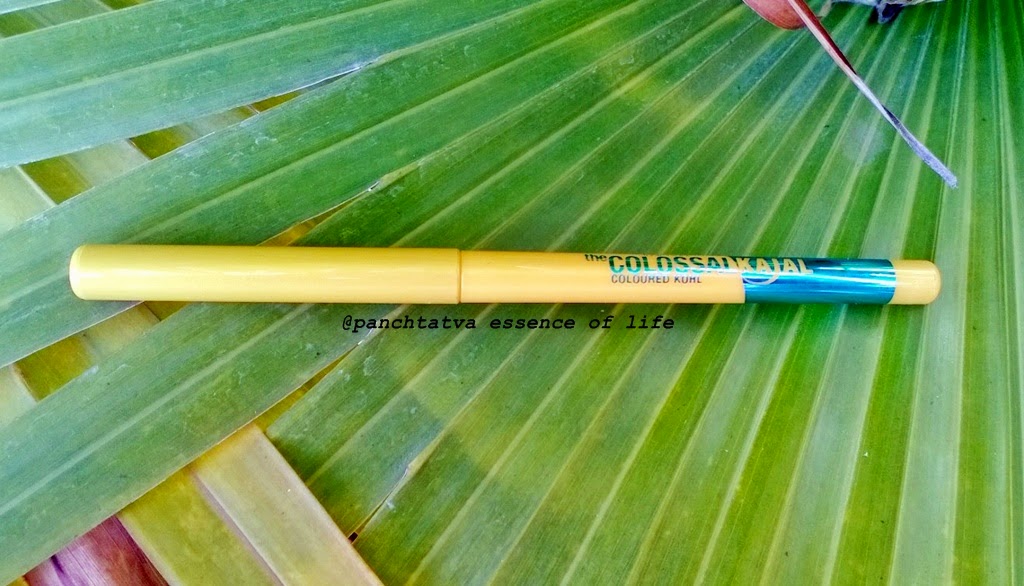 the COLOSSAL KAJAL
COLOURED KOHL
@panchtatva essence of life